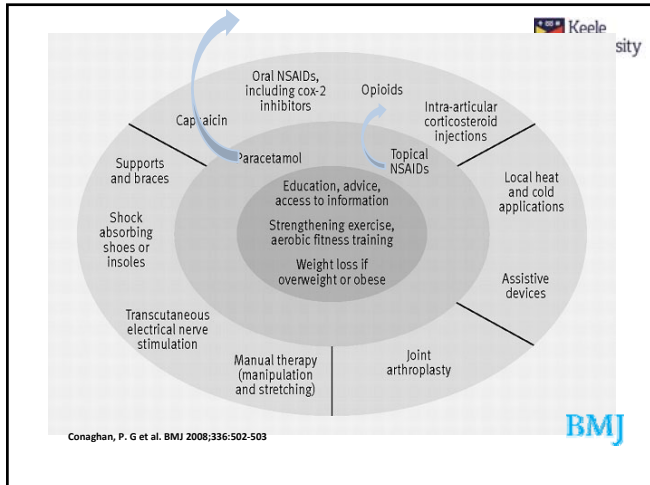 Keele
sity
Oral NSAIDs,
including cox-2
inhibitors
Opioids
Capsaicin
Intra-articular
corticosteroid
injections
Paracetamol
Topical
NSAIDs
Supports
and braces
Local heat
and cold
applications
Education, advice,
access to information
Strengthening exercise,
aerobic fitness training
Weight loss if
overweight or obese
Shock
absorbing
shoes or
insoles
Assistive
devices
Transcutaneous
electrical nerve
stimulation
Manual therapy
(manipulation
and stretching)
Joint
arthroplasty
Conaghan, P. G et al. BMJ 2008;336:502-503
BMJ